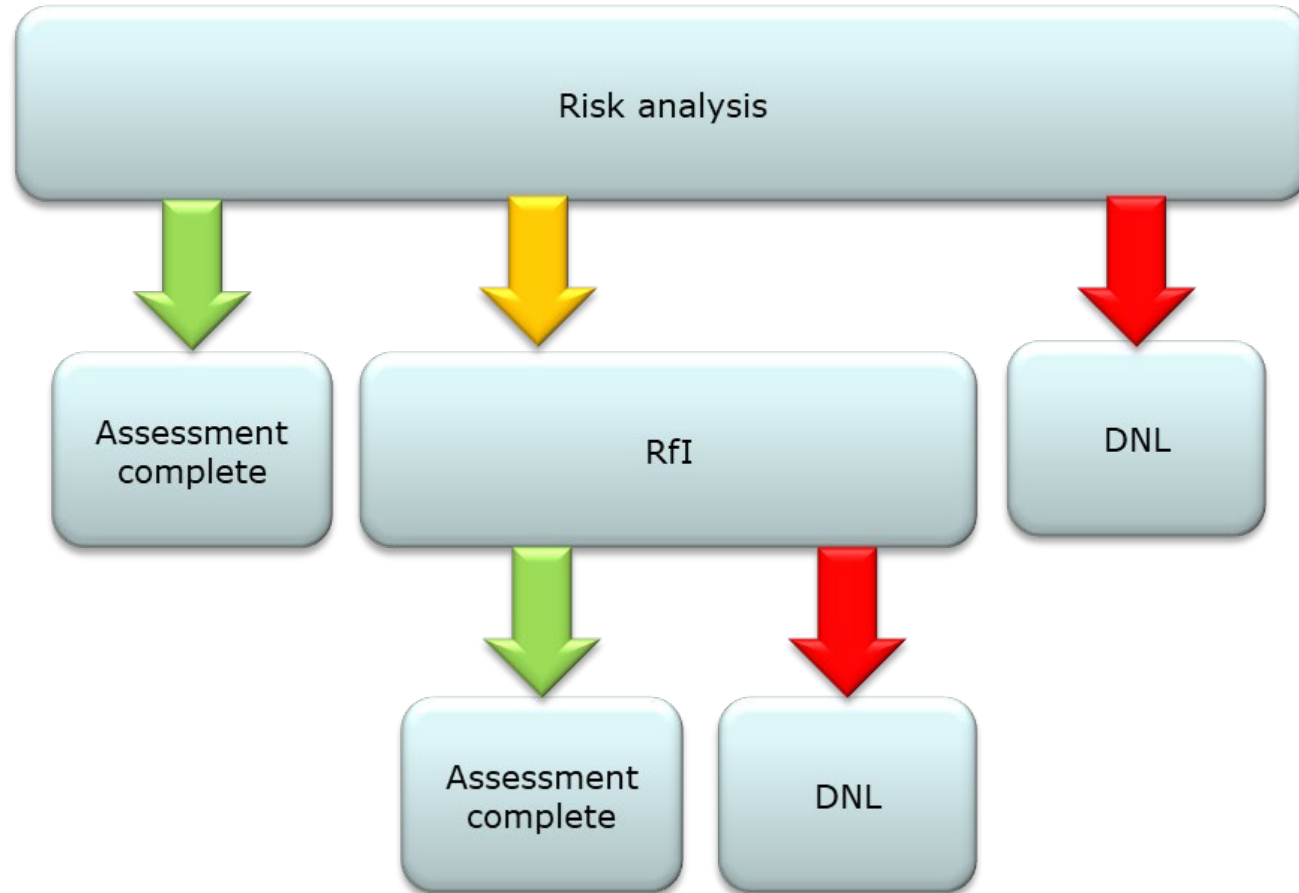 Risk analysis
Assessment
complete
RfI
DNL
Assessment
complete
DNL